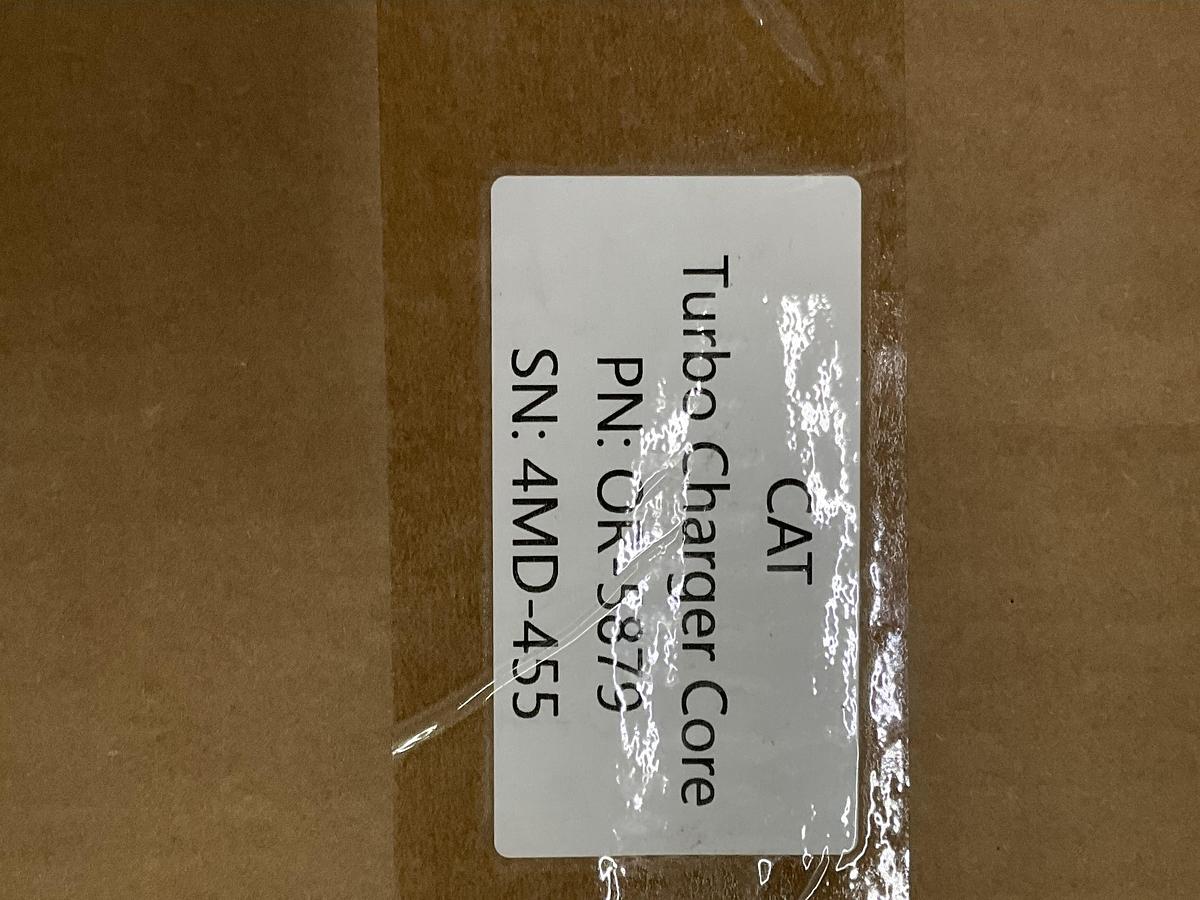 CAT
Turbo Charger Core
PN: OR-5879
SN: 4MD-455